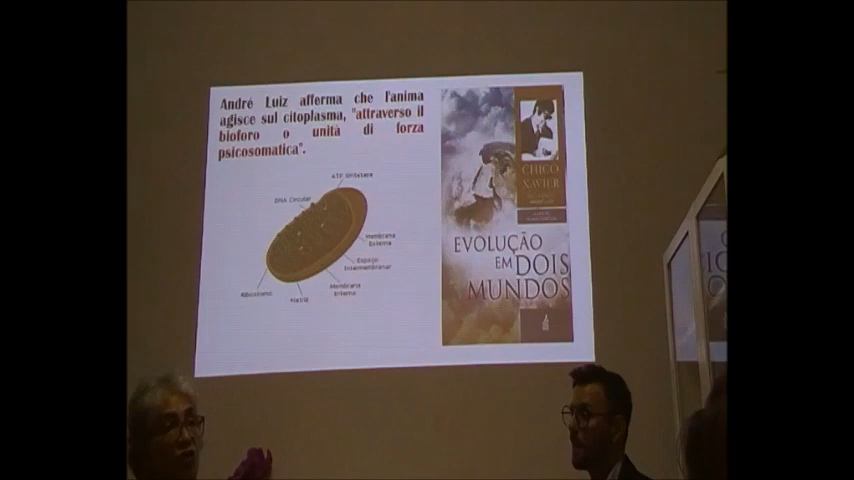 André Luiz afferma che l'anima
agisce sul citoplasma, "attraverso il
bioforo o unità di forza
psicosomatica".
ATP Sintetase
DNA Circular
Membrana
Externa
Espaço
Intermembranar
Membrana
Interna
Matriz
Ribossomo
CHICO
XAVIER
EVOLUÇÃO
EM DOIS
MUNDOS